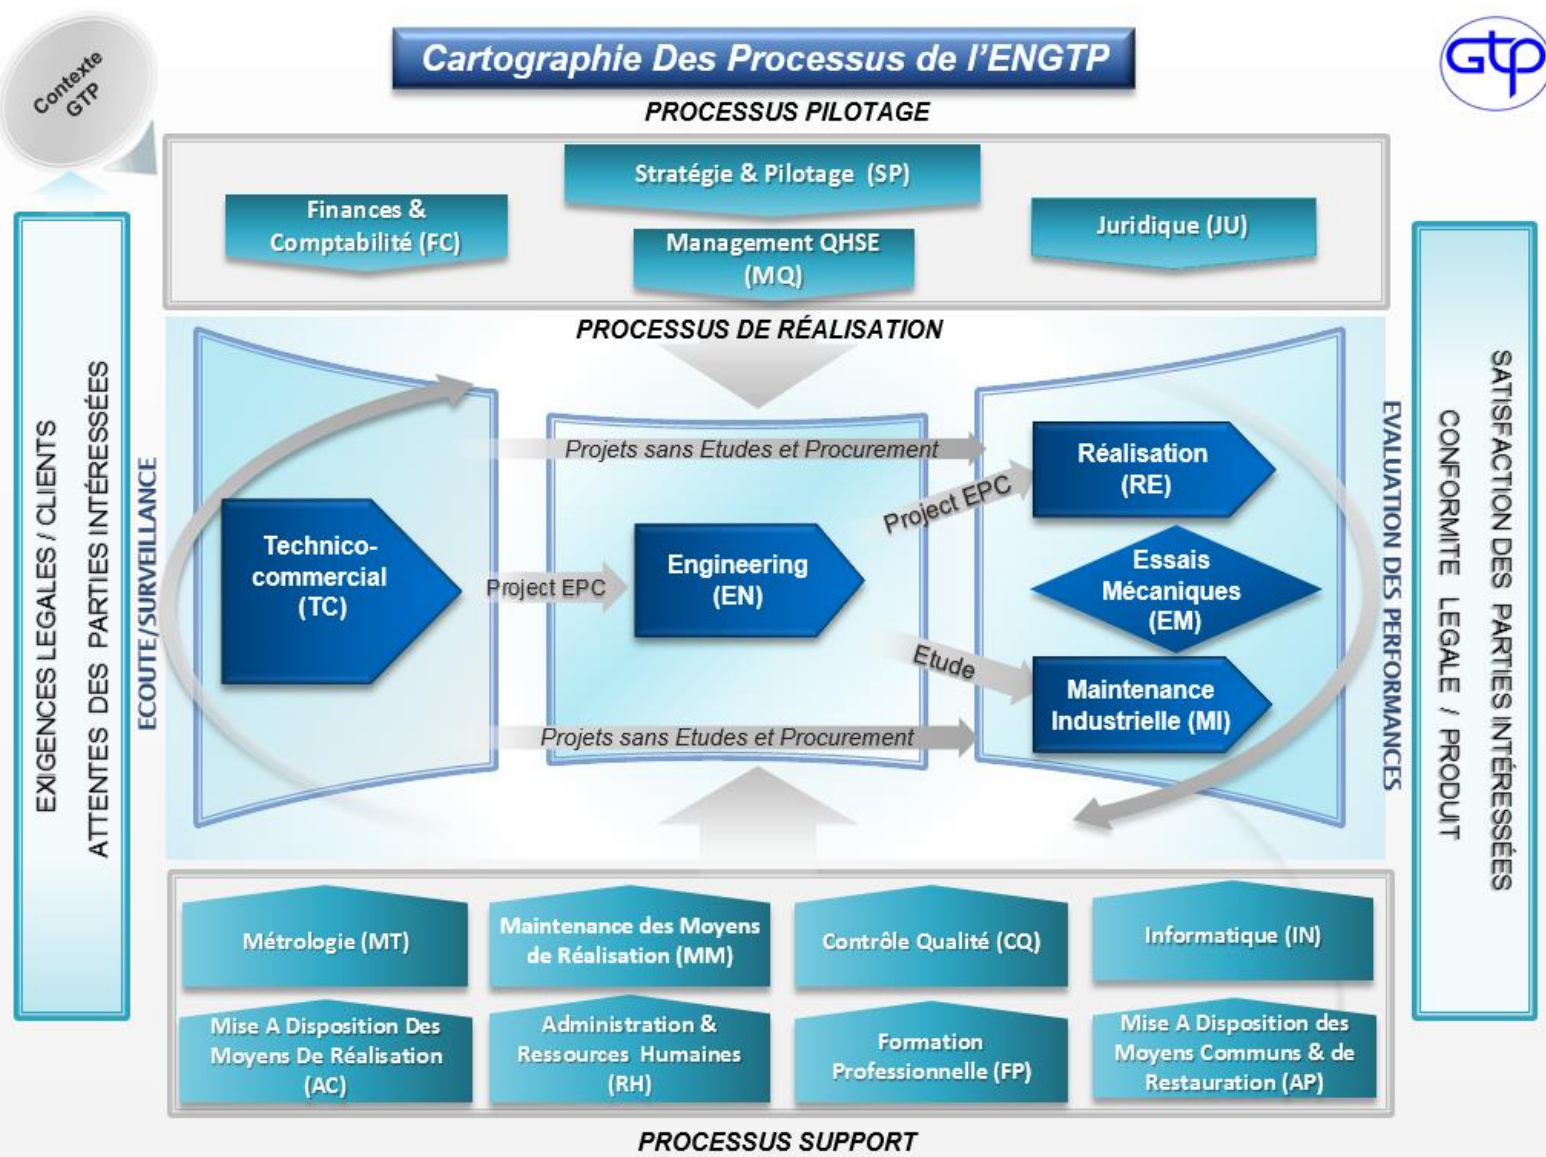 Contexte
GTP
Cartographie Des Processus de l'ENGTP
gtp
PROCESSUS PILOTAGE
Stratégie & Pilotage (SP)
Finances &
Comptabilité (FC)
Management QHSE
(MQ)
Juridique (JU)
EXIGENCES LEGALES / CLIENTS
ATTENTES DES PARTIES INTÉRESSÉES
ECOUTE/SURVEILLANCE
PROCESSUS DE RÉALISATION
Projets sans Etudes et Procurement
Technico-
commercial
(TC)
Project EPC
Engineering
(EN)
Project EPC
Etude
Réalisation
(RE)
Essais
Mécaniques
(EM)
Maintenance
Industrielle (MI)
Projets sans Etudes et Procurement
EVALUATION DES PERFORMANCES
CONFORMITE LEGALE / PRODUIT
SATISFACTION DES PARTIES INTÉRESSÉES
Métrologie (MT)
Maintenance des Moyens
de Réalisation (MM)
Contrôle Qualité (CQ)
Informatique (IN)
Mise A Disposition Des
Moyens De Réalisation
(AC)
Administration &
Ressources Humaines
(RH)
Formation
Professionnelle (FP)
Mise A Disposition des
Moyens Communs & de
Restauration (AP)
PROCESSUS SUPPORT